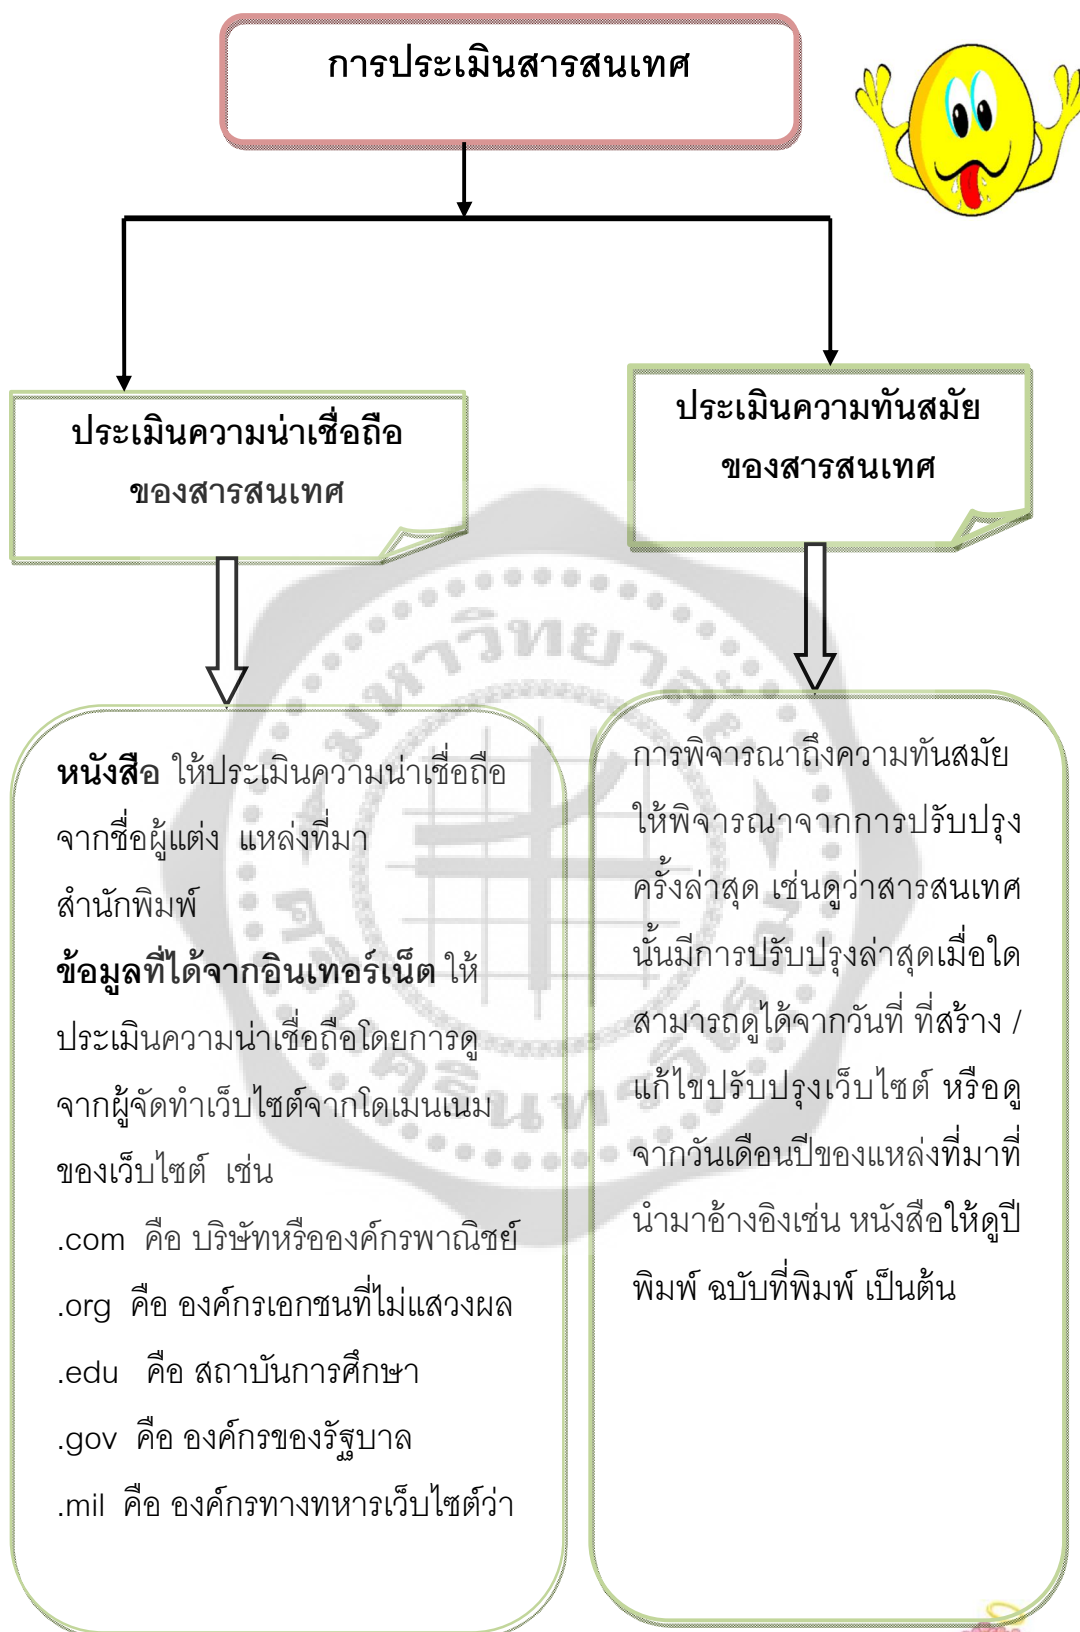 การประเมินสารสนเทศ
ประเมินความน่าเชื่อถือ
ของสารสนเทศ
ประเมินความทันสมัย
ของสารสนเทศ
หนังสือ ให้ประเมินความน่าเชื่อถือ
จากชื่อผู้แต่ง แหล่งที่มา
สำนักพิมพ์
ข้อมูลที่ได้จากอินเทอร์เน็ต ให้
ประเมินความน่าเชื่อถือโดยการดู
จากผู้จัดทำเว็บไซต์จากโดเมนเนม
ของเว็บไซต์ เช่น
.com คือ บริษัทหรือองค์กรพาณิชย์
.org คือ องค์กรเอกชนที่ไม่แสวงผล
.edu คือ สถาบันการศึกษา
.gov คือ องค์กรของรัฐบาล
.mil คือ องค์กรทางทหารเว็บไซต์ว่า
การพิจารณาถึงความทันสมัย
ให้พิจารณาจากการปรับปรุง
ครั้งล่าสุด เช่นดูว่าสารสนเทศ
นั้นมีการปรับปรุงล่าสุดเมื่อใด
สามารถดูได้จากวันที่ ที่สร้าง /
แก้ไขปรับปรุงเว็บไซต์ หรือดู
จากวันเดือนปีของแหล่งที่มาที่
นำมาอ้างอิงเช่น หนังสือให้ดูปี
พิมพ์ ฉบับที่พิมพ์ เป็นต้น
มหาวิทยาลัย
ศรีนครินทรวิโรฒ